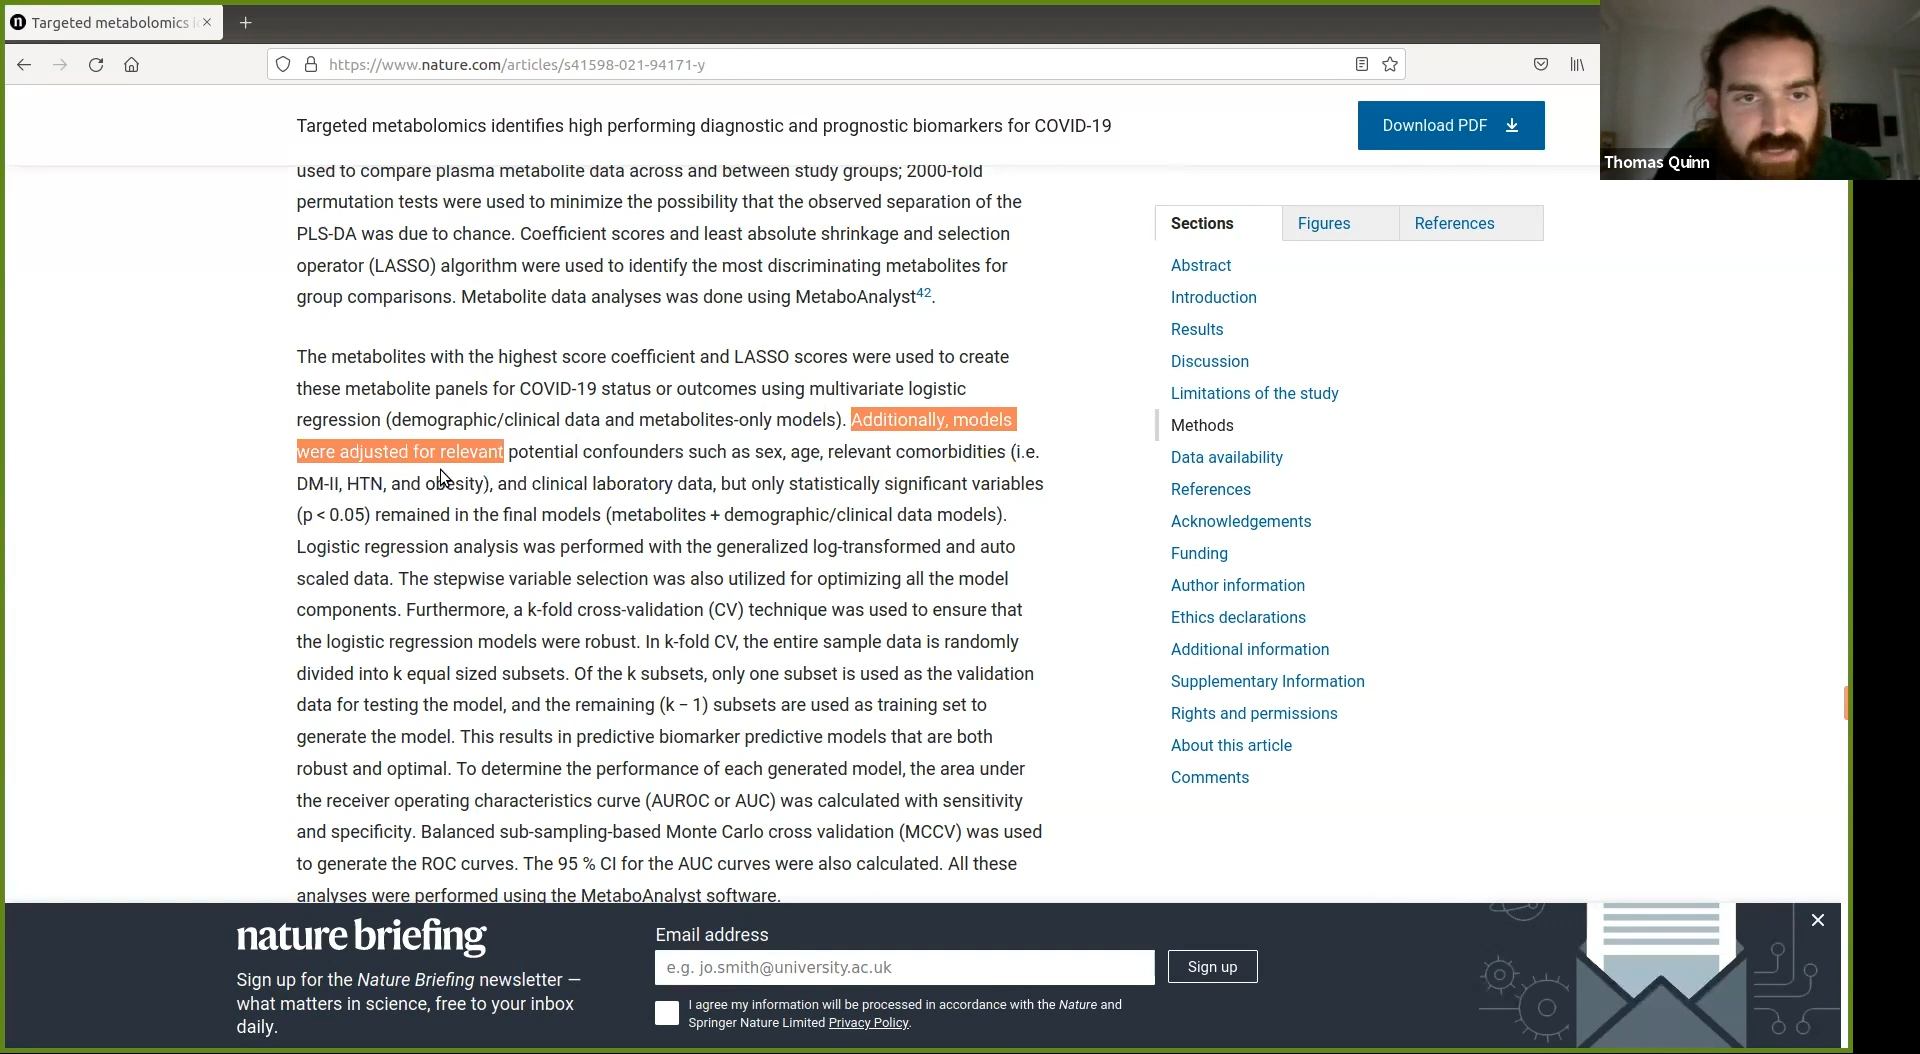 Targeted metabolomics
https://www.nature.com/articles/s41598-021-94171-y
Thomas Quinn
Targeted metabolomics identifies high performing diagnostic and prognostic biomarkers for COVID-19
Download PDF
used to compare plasma metabolite data across and between study groups; 2000-fold
permutation tests were used to minimize the possibility that the observed separation of the
PLS-DA was due to chance. Coefficient scores and least absolute shrinkage and selection
operator (LASSO) algorithm were used to identify the most discriminating metabolites for
group comparisons. Metabolite data analyses was done using MetaboAnalyst42.
The metabolites with the highest score coefficient and LASSO scores were used to create
these metabolite panels for COVID-19 status or outcomes using multivariate logistic
regression (demographic/clinical data and metabolites-only models). Additionally, models
were adjusted for relevant potential confounders such as sex, age, relevant comorbidities (i.e.
DM-II, HTN, and obesity), and clinical laboratory data, but only statistically significant variables
(p < 0.05) remained in the final models (metabolites + demographic/clinical data models).
Logistic regression analysis was performed with the generalized log-transformed and auto
scaled data. The stepwise variable selection was also utilized for optimizing all the model
components. Furthermore, a k-fold cross-validation (CV) technique was used to ensure that
the logistic regression models were robust. In k-fold CV, the entire sample data is randomly
divided into k equal sized subsets. Of the k subsets, only one subset is used as the validation
data for testing the model, and the remaining (k − 1) subsets are used as training set to
generate the model. This results in predictive biomarker predictive models that are both
robust and optimal. To determine the performance of each generated model, the area under
the receiver operating characteristics curve (AUROC or AUC) was calculated with sensitivity
and specificity. Balanced sub-sampling-based Monte Carlo cross validation (MCCV) was used
to generate the ROC curves. The 95 % CI for the AUC curves were also calculated. All these
analyses were performed using the MetaboAnalyst software.
Sections
Figures
References
Abstract
Introduction
Results
Discussion
Limitations of the study
Methods
Data availability
References
Acknowledgements
Funding
Author information
Ethics declarations
Additional information
Supplementary Information
Rights and permissions
About this article
Comments
nature briefing
Sign up for the Nature Briefing newsletter —
what matters in science, free to your inbox
daily.
Email address
e.g. jo.smith@university.ac.uk
Sign up
I agree my information will be processed in accordance with the Nature and
Springer Nature Limited Privacy Policy.